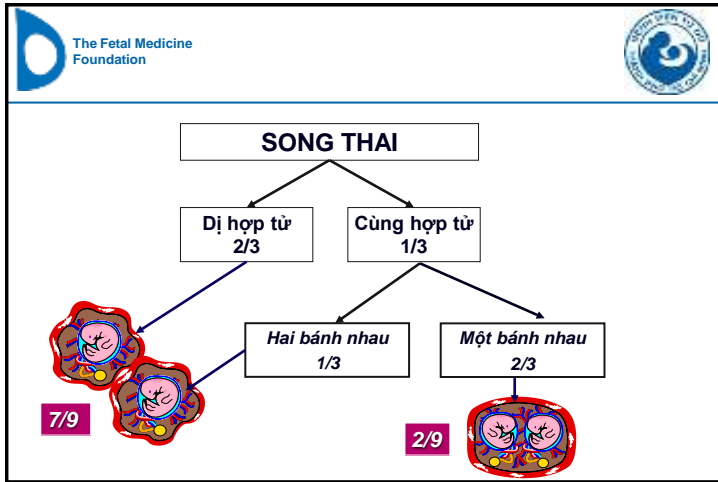 The Fetal Medicine
Foundation
SONG THAI
Dị hợp tử
2/3
Cùng hợp tử
1/3
Hai bánh nhau
1/3
Một bánh nhau
2/3
7/9
2/9